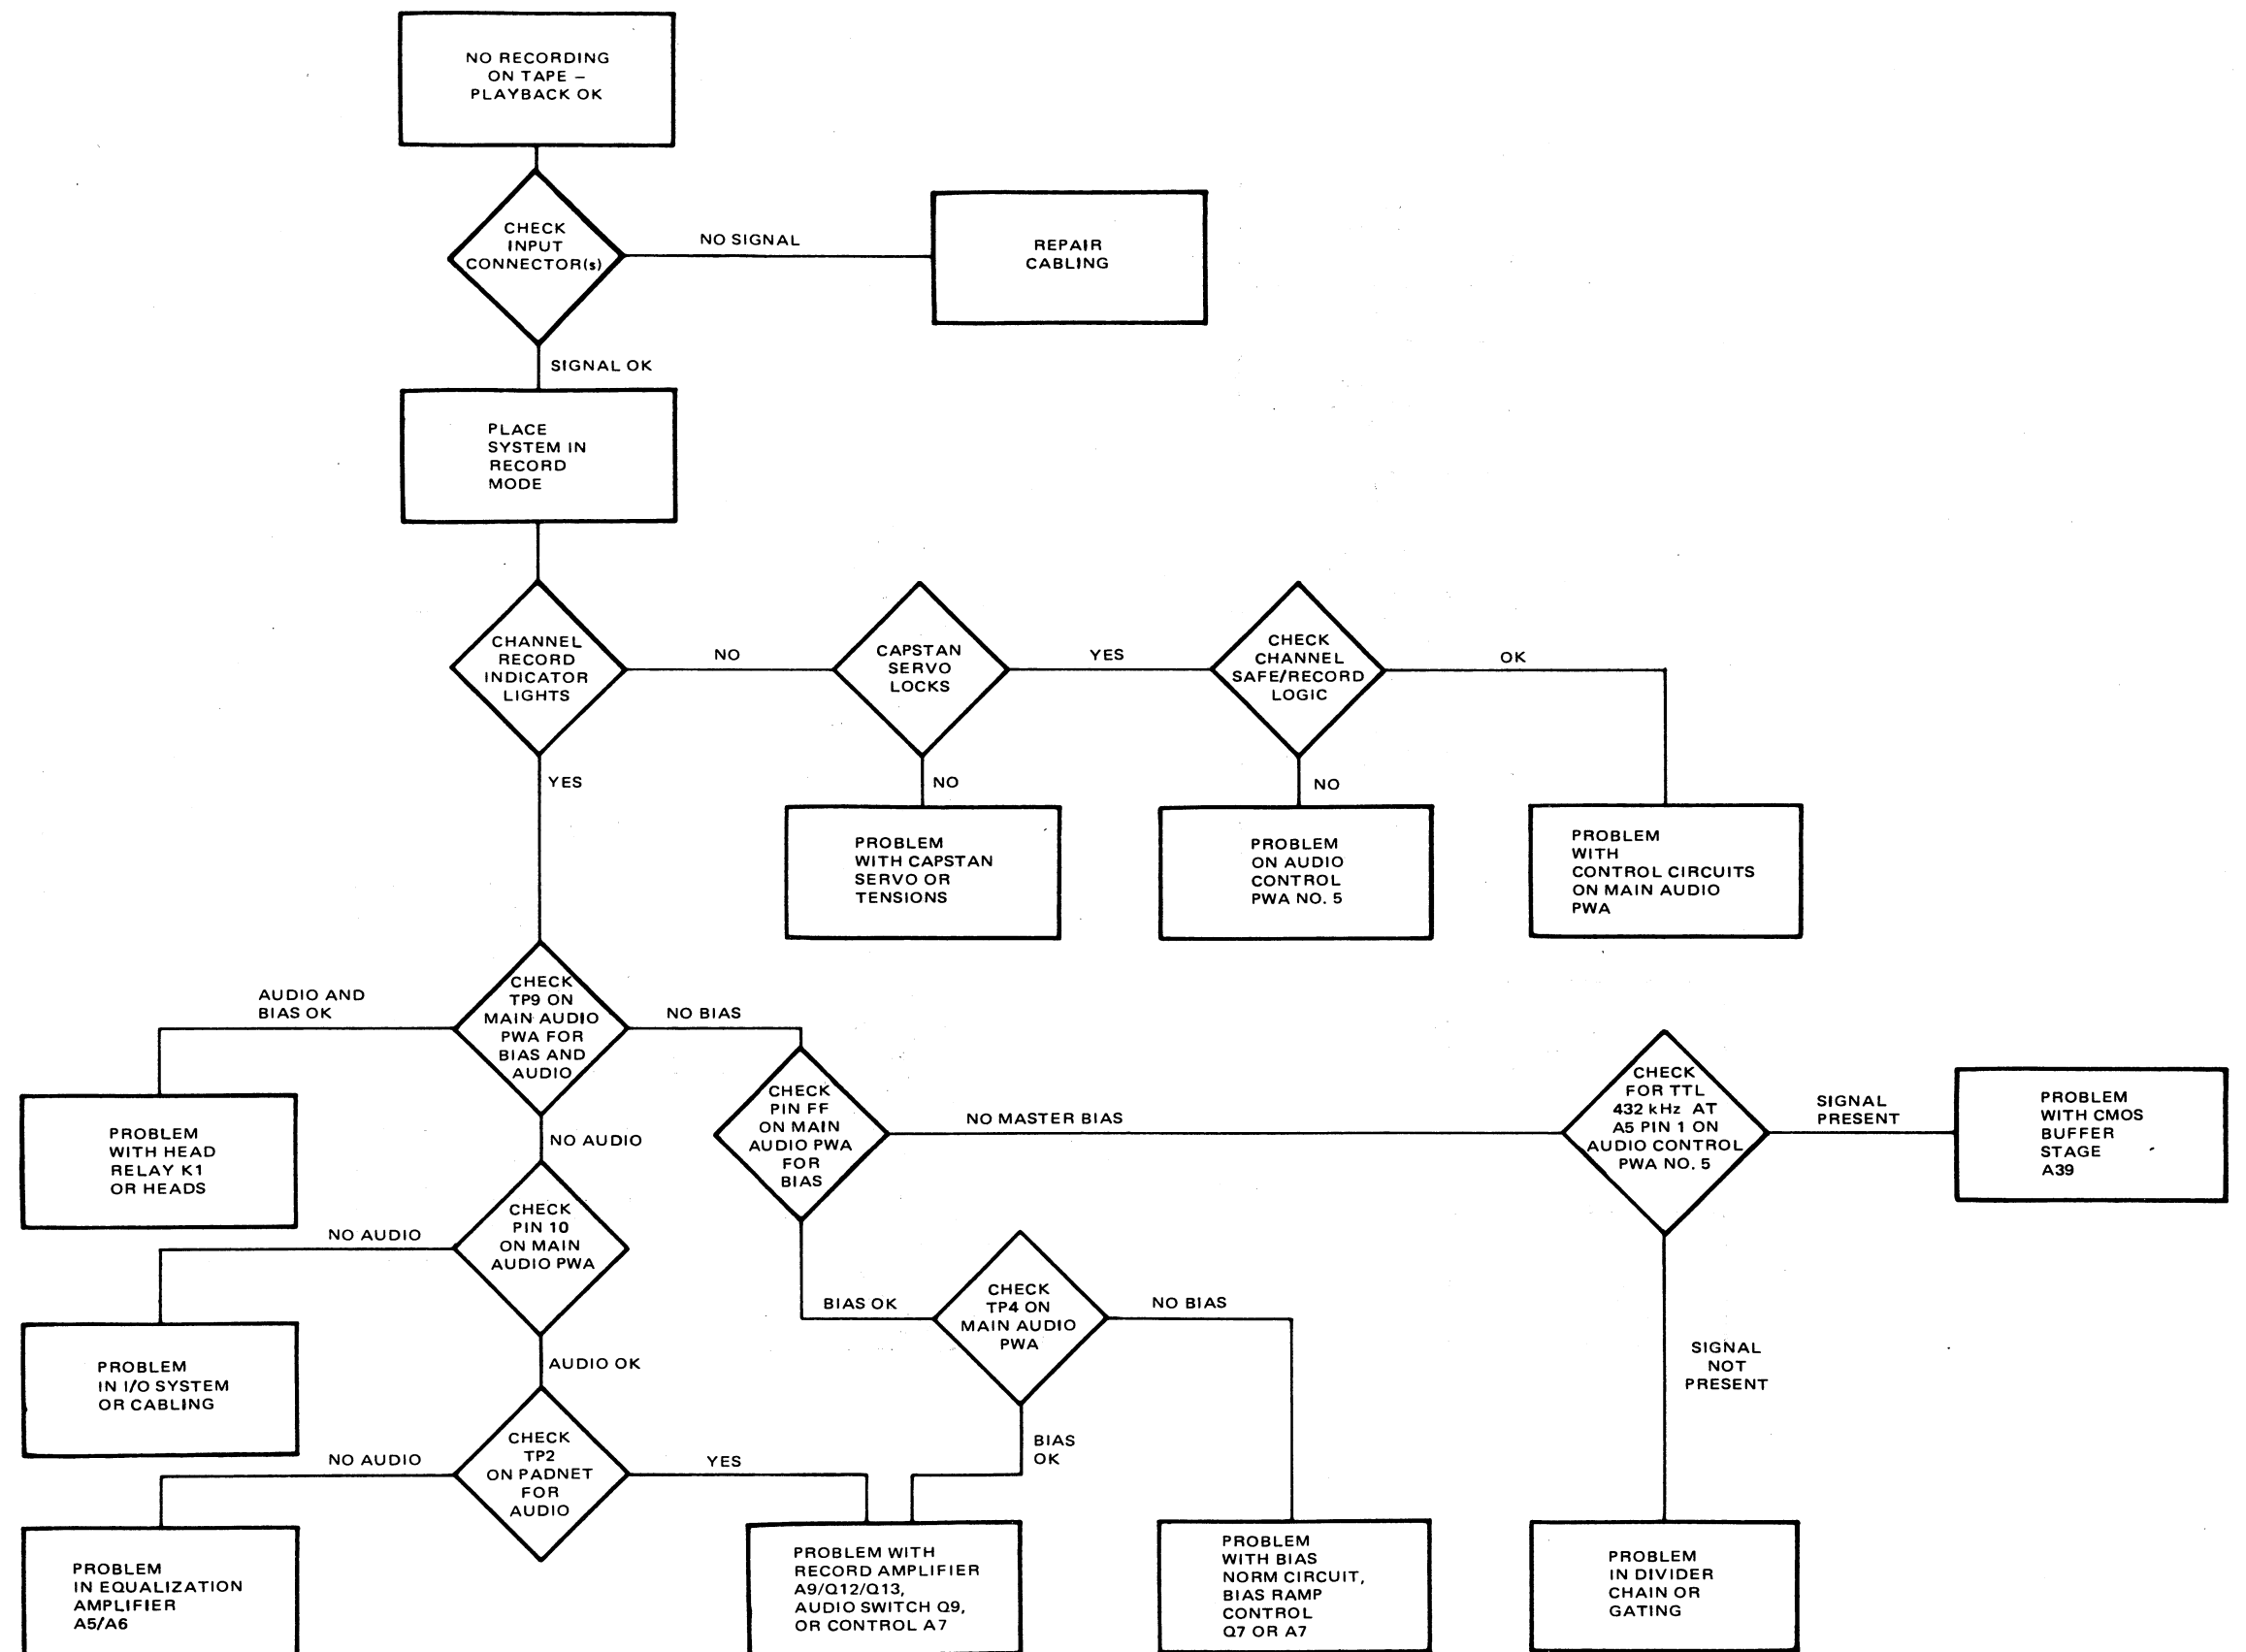 NO RECORDING
ON TAPE –
PLAYBACK OK
CHECK
INPUT
CONNECTOR(s)
NO SIGNAL
REPAIR
CABLING
SIGNAL OK
PLACE
SYSTEM IN
RECORD
MODE
CHANNEL
RECORD
INDICATOR
LIGHTS
NO
CAPSTAN
SERVO
LOCKS
YES
CHECK
CHANNEL
SAFE/RECORD
LOGIC
OK
YES
NO
NO
PROBLEM
WITH CAPSTAN
SERVO OR
TENSIONS
PROBLEM
ON AUDIO
CONTROL
PWA NO. 5
PROBLEM
WITH
CONTROL CIRCUITS
ON MAIN AUDIO
PWA
AUDIO AND
BIAS OK
CHECK
TP9 ON
MAIN AUDIO
PWA FOR
BIAS AND
AUDIO
NO BIAS
PROBLEM
WITH HEAD
RELAY K1
OR HEADS
NO AUDIO
CHECK
PIN FF
ON MAIN
AUDIO PWA
FOR
BIAS
NO MASTER BIAS
CHECK
FOR TTL
432 kHz AT
A5 PIN 1 ON
AUDIO CONTROL
PWA NO. 5
SIGNAL
PRESENT
PROBLEM
WITH CMOS
BUFFER
STAGE
A39
NO AUDIO
CHECK
PIN 10
ON MAIN
AUDIO PWA
BIAS OK
CHECK
TP4 ON
MAIN AUDIO
PWA
NO BIAS
PROBLEM
IN I/O SYSTEM
OR CABLING
AUDIO OK
SIGNAL
NOT
PRESENT
NO AUDIO
CHECK
TP2
ON PADNET
FOR
AUDIO
YES
BIAS
OK
PROBLEM
IN EQUALIZATION
AMPLIFIER
A5/A6
PROBLEM WITH
RECORD AMPLIFIER
A9/Q12/Q13,
AUDIO SWITCH Q9,
OR CONTROL A7
PROBLEM
WITH BIAS
NORM CIRCUIT,
BIAS RAMP
CONTROL
Q7 OR A7
PROBLEM
IN DIVIDER
CHAIN OR
GATING